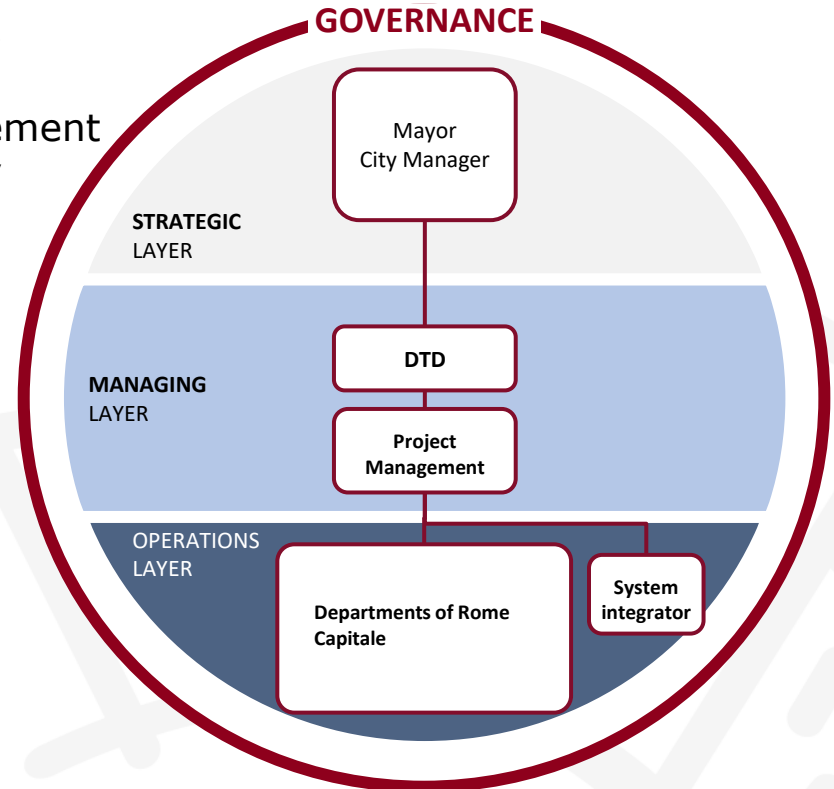 GOVERNANCE
ement
Mayor
City Manager
STRATEGIC
LAYER
DTD
MANAGING
LAYER
Project
Management
OPERATIONS
LAYER
Departments of Rome
Capitale
System
integrator